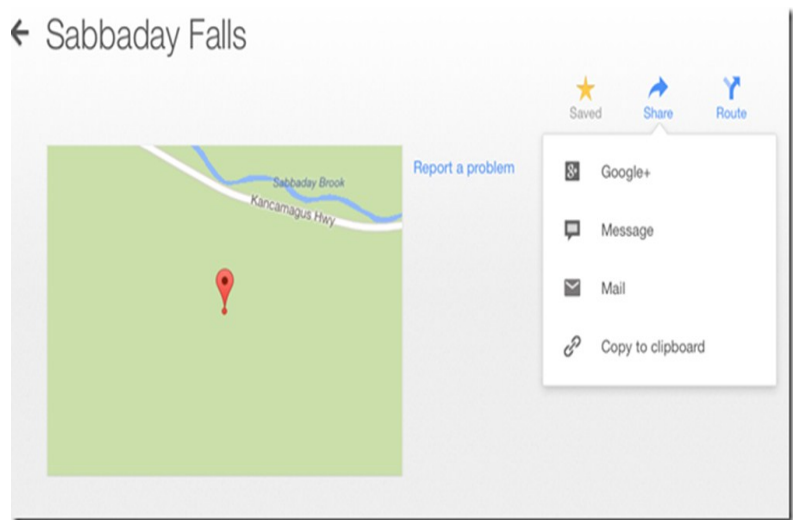 Sabbaday Falls
Saved
Share
Route
Report a problem
Sabbaday Brook
Kancamagus Hwy
Google+
Message
Mail
Copy to clipboard